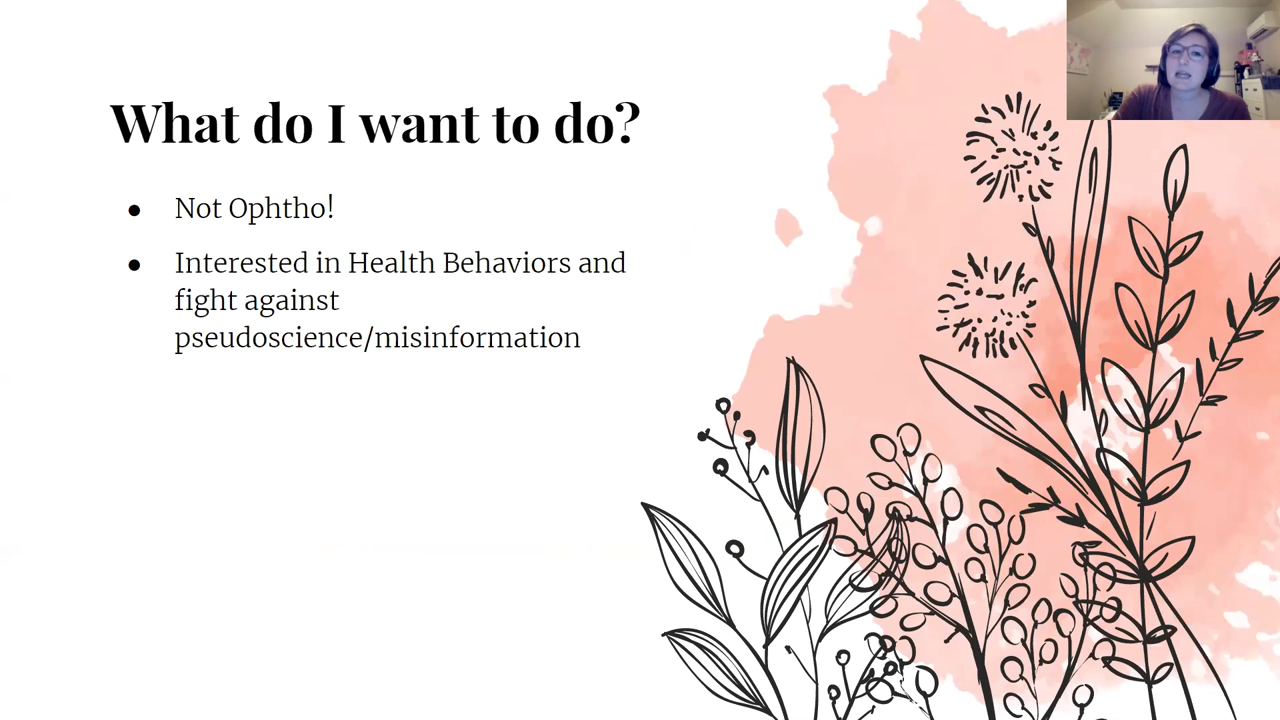 What do I want to do?
● Not Ophtho!
● Interested in Health Behaviors and
fight against
pseudoscience/misinformation